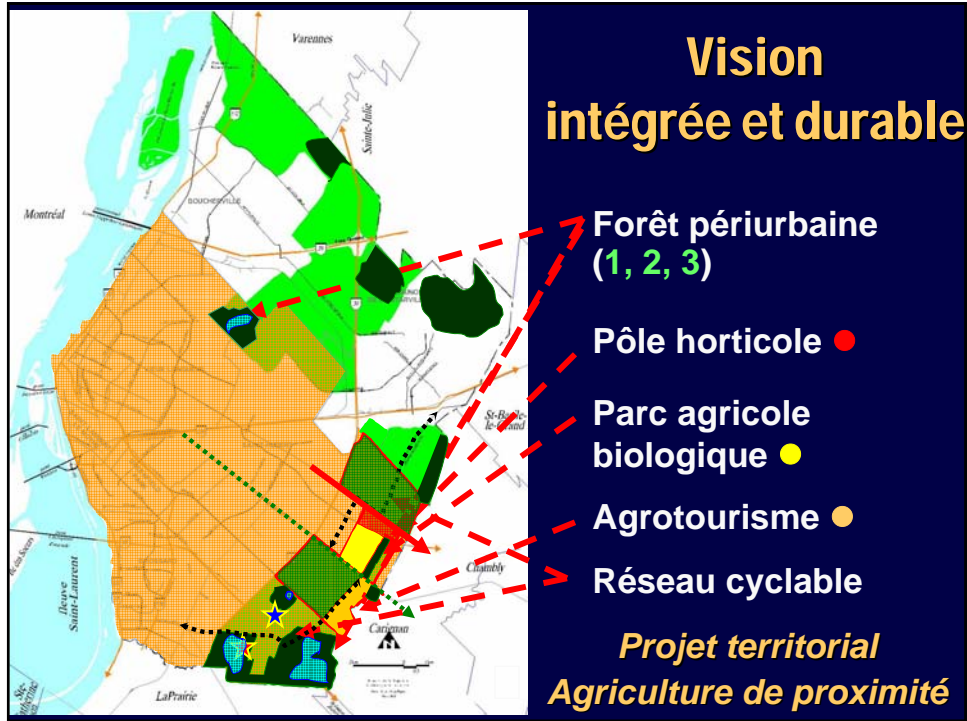 Vision
intégrée et durable
Forêt périurbaine
(1, 2, 3)
Pôle horticole
Parc agricole
biologique
Agrotourisme
Réseau cyclable
Projet territorial
Agriculture de proximité
Varennes
Sainte-Julie
Montréal
BOUCHERVILLE
St-Basile-
le-Grand
Chambly
Carignan
fleuve
Saint-Laurent
LaPrairie